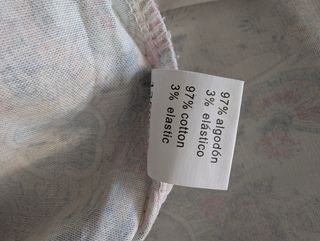 97% algodón
3% elástico
97% cotton
3% elastic